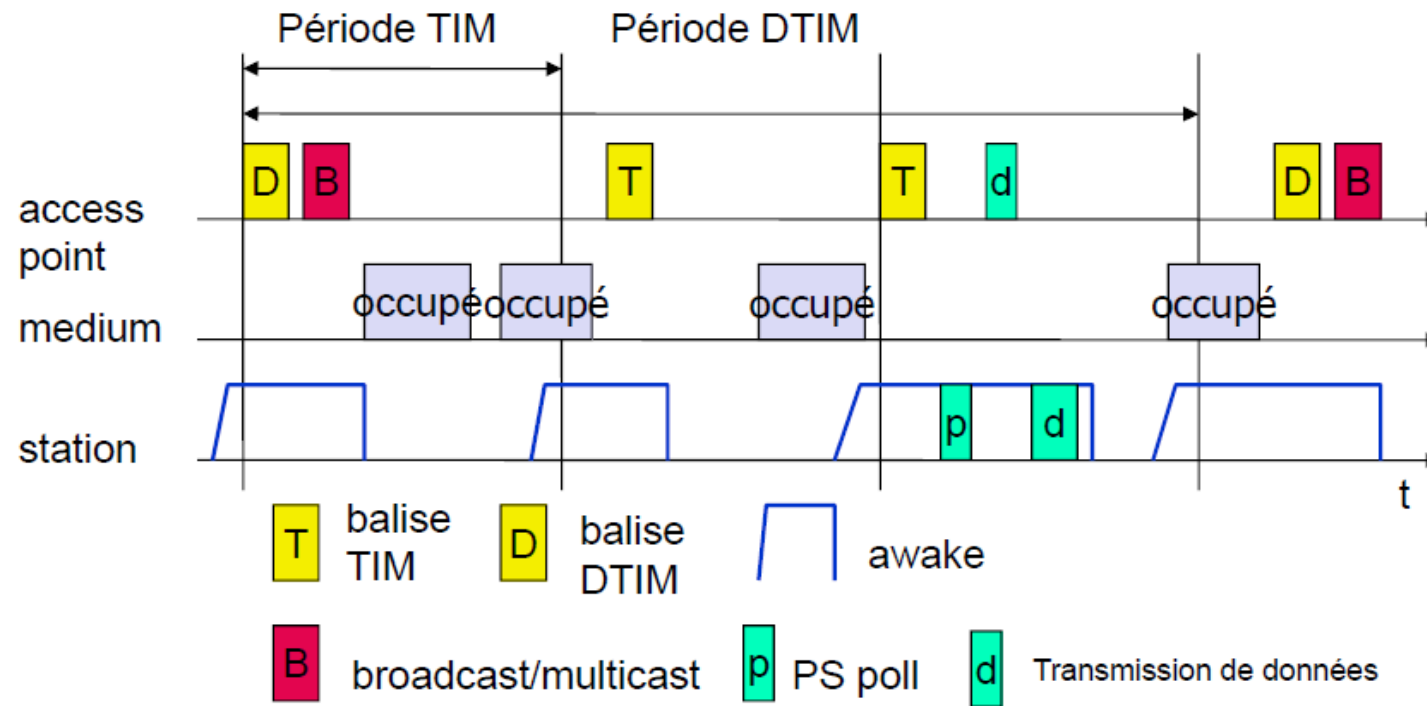 Période TIM Période DTIM
D B T T d D B
access
point
occupé occupé occupé occupé
medium
p d
station
t
T balise
TIM
D balise
DTIM
awake
B broadcast/multicast
p PS poll
d Transmission de données